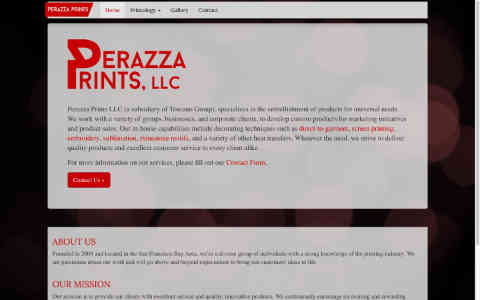 PERAZZA PRINTS Home Printology Gallery Contact
PERAZZA
PRINTS, LLC
Perazza Prints LLC (a subsidiary of Toscano Group), specializes in the embellishment of products for universal needs.
We work with a variety of groups, businesses, and corporate clients, to develop custom products for marketing initiatives
and product sales. Our in house capabilities include decorating techniques such as direct to garment, screen printing,
embroidery, sublimation, rhinestone motifs, and a variety of other heat transfers. Whatever the need, we strive to deliver
quality products and excellent customer service to every client alike.
For more information on our services, please fill out our Contact Form.
Contact Us »
ABOUT US
Founded in 2009 and located in the San Francisco Bay Area, we're a diverse group of individuals with a strong knowledge of the printing industry. We
are passionate about our work and will go above and beyond expectation to bring our customers' ideas to life.
OUR MISSION
Our mission is to provide our clients with excellent service and quality, innovative products. We continuously encourage an inviting and rewarding